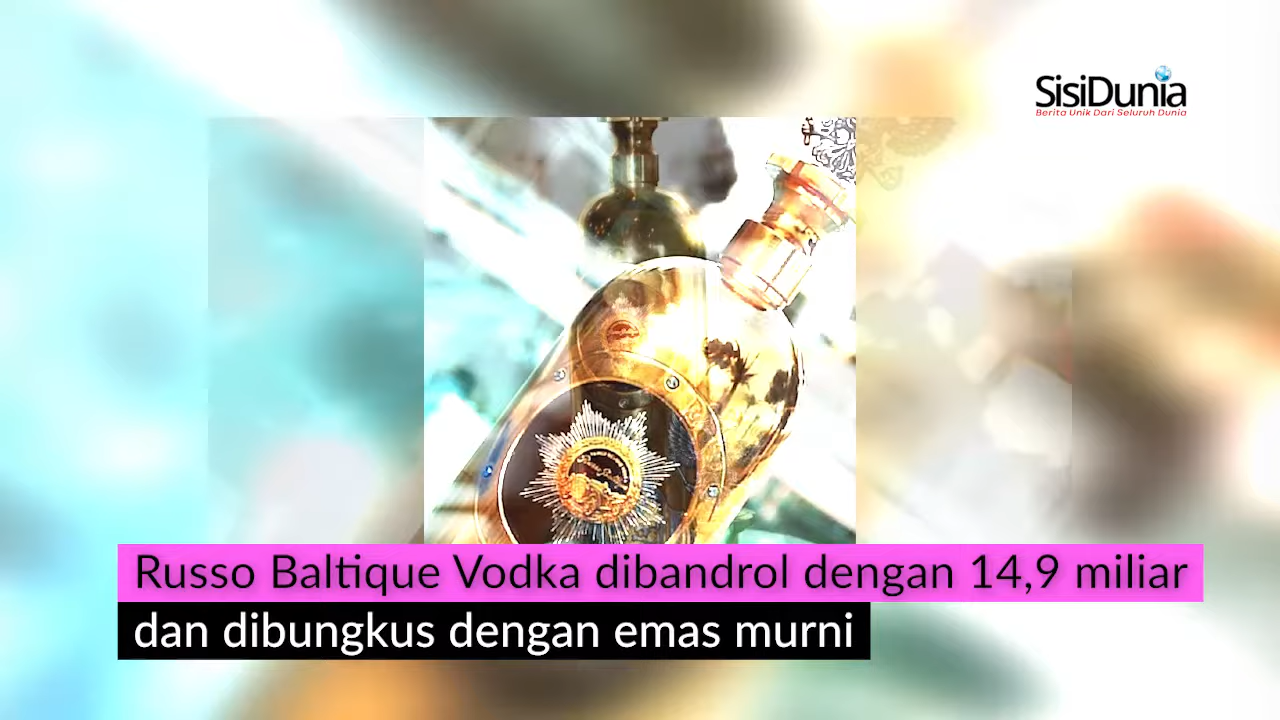 SisiDunia
Berita Unik Dari Seluruh Dunia
Russo Baltique Vodka dibandrol dengan 14,9 miliar
dan dibungkus dengan emas murni